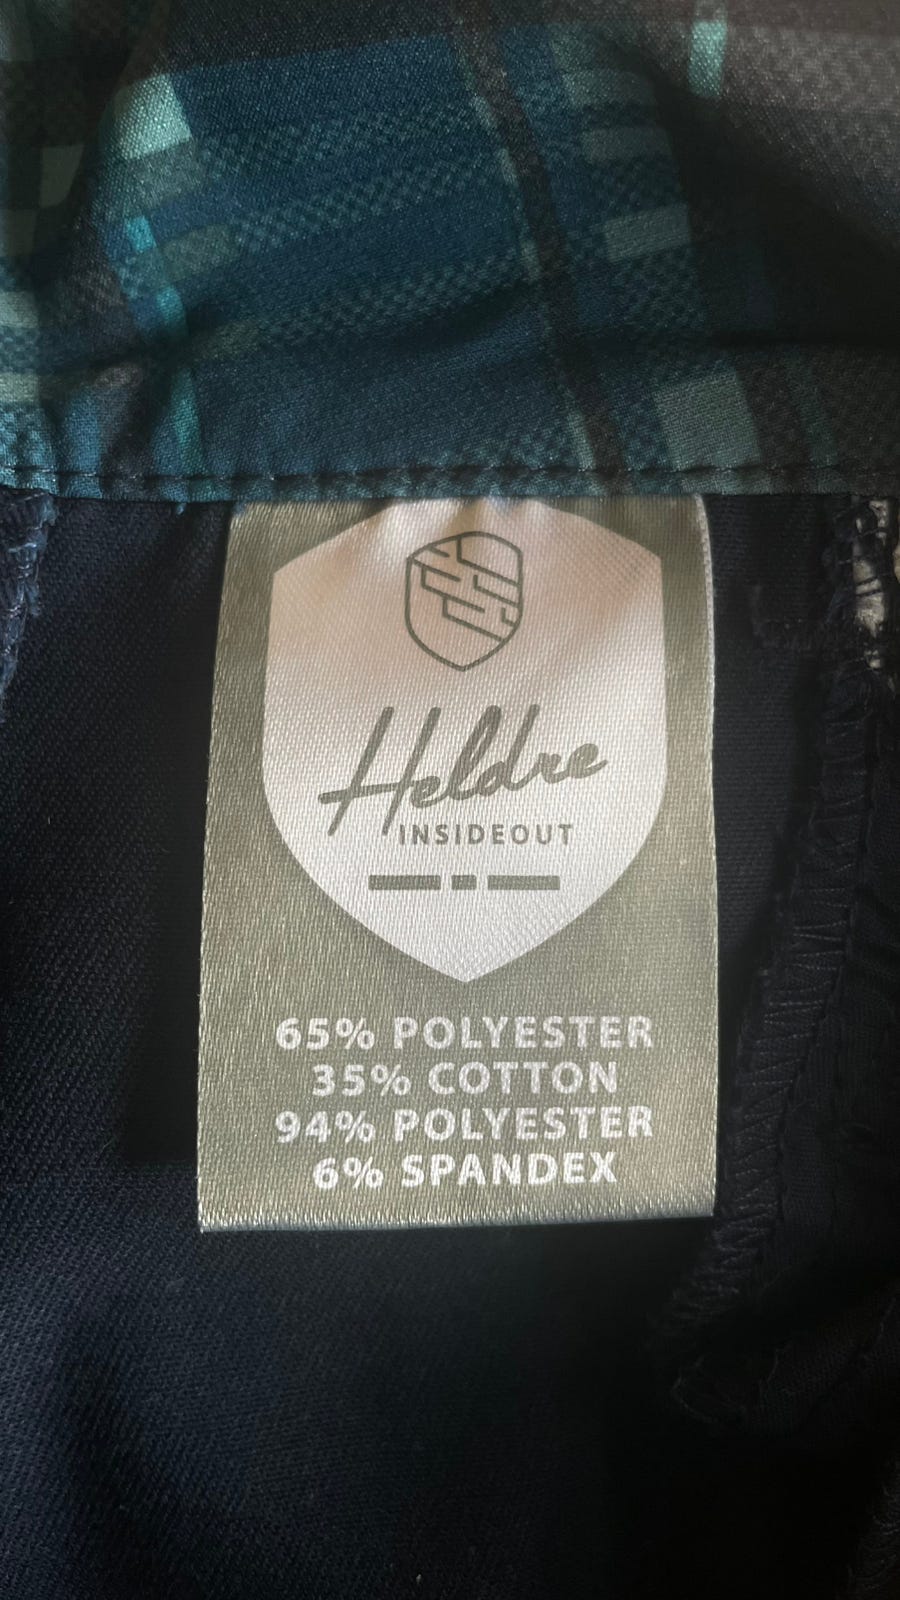 Heldre
INSIDEOUT
65% POLYESTER
35% COTTON
94% POLYESTER
6% SPANDEX